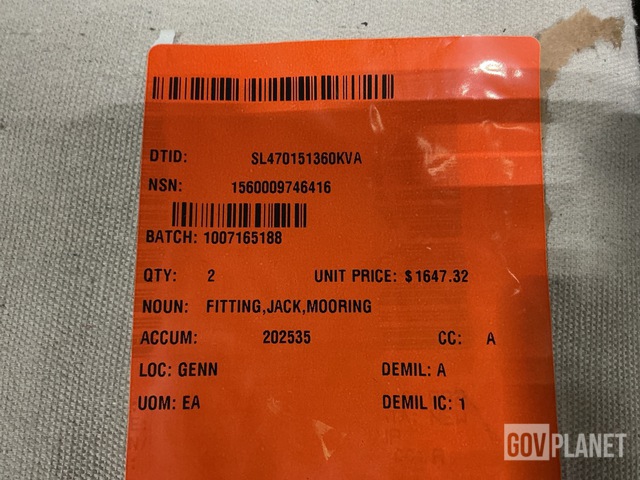 DTID: SL470151360KVA
NSN: 1560009746416
BATCH: 1007165188
QTY: 2 UNIT PRICE: $1647.32
NOUN: FITTING,JACK,MOORING
ACCUM: 202535 CC: A
LOC: GENN DEMIL: A
UOM: EA DEMIL IC: 1
GOVPLANET